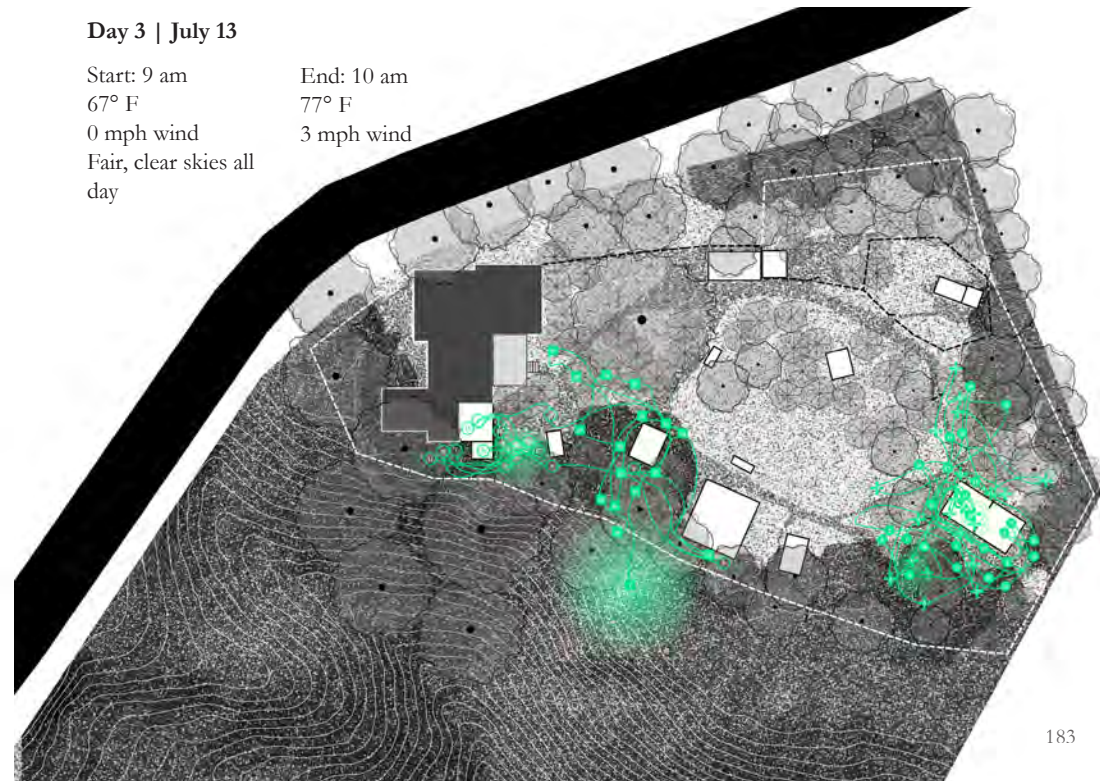 Day 3 | July 13
Start: 9 am
67° F
0 mph wind
Fair, clear skies all
day
End: 10 am
77° F
3 mph wind
183